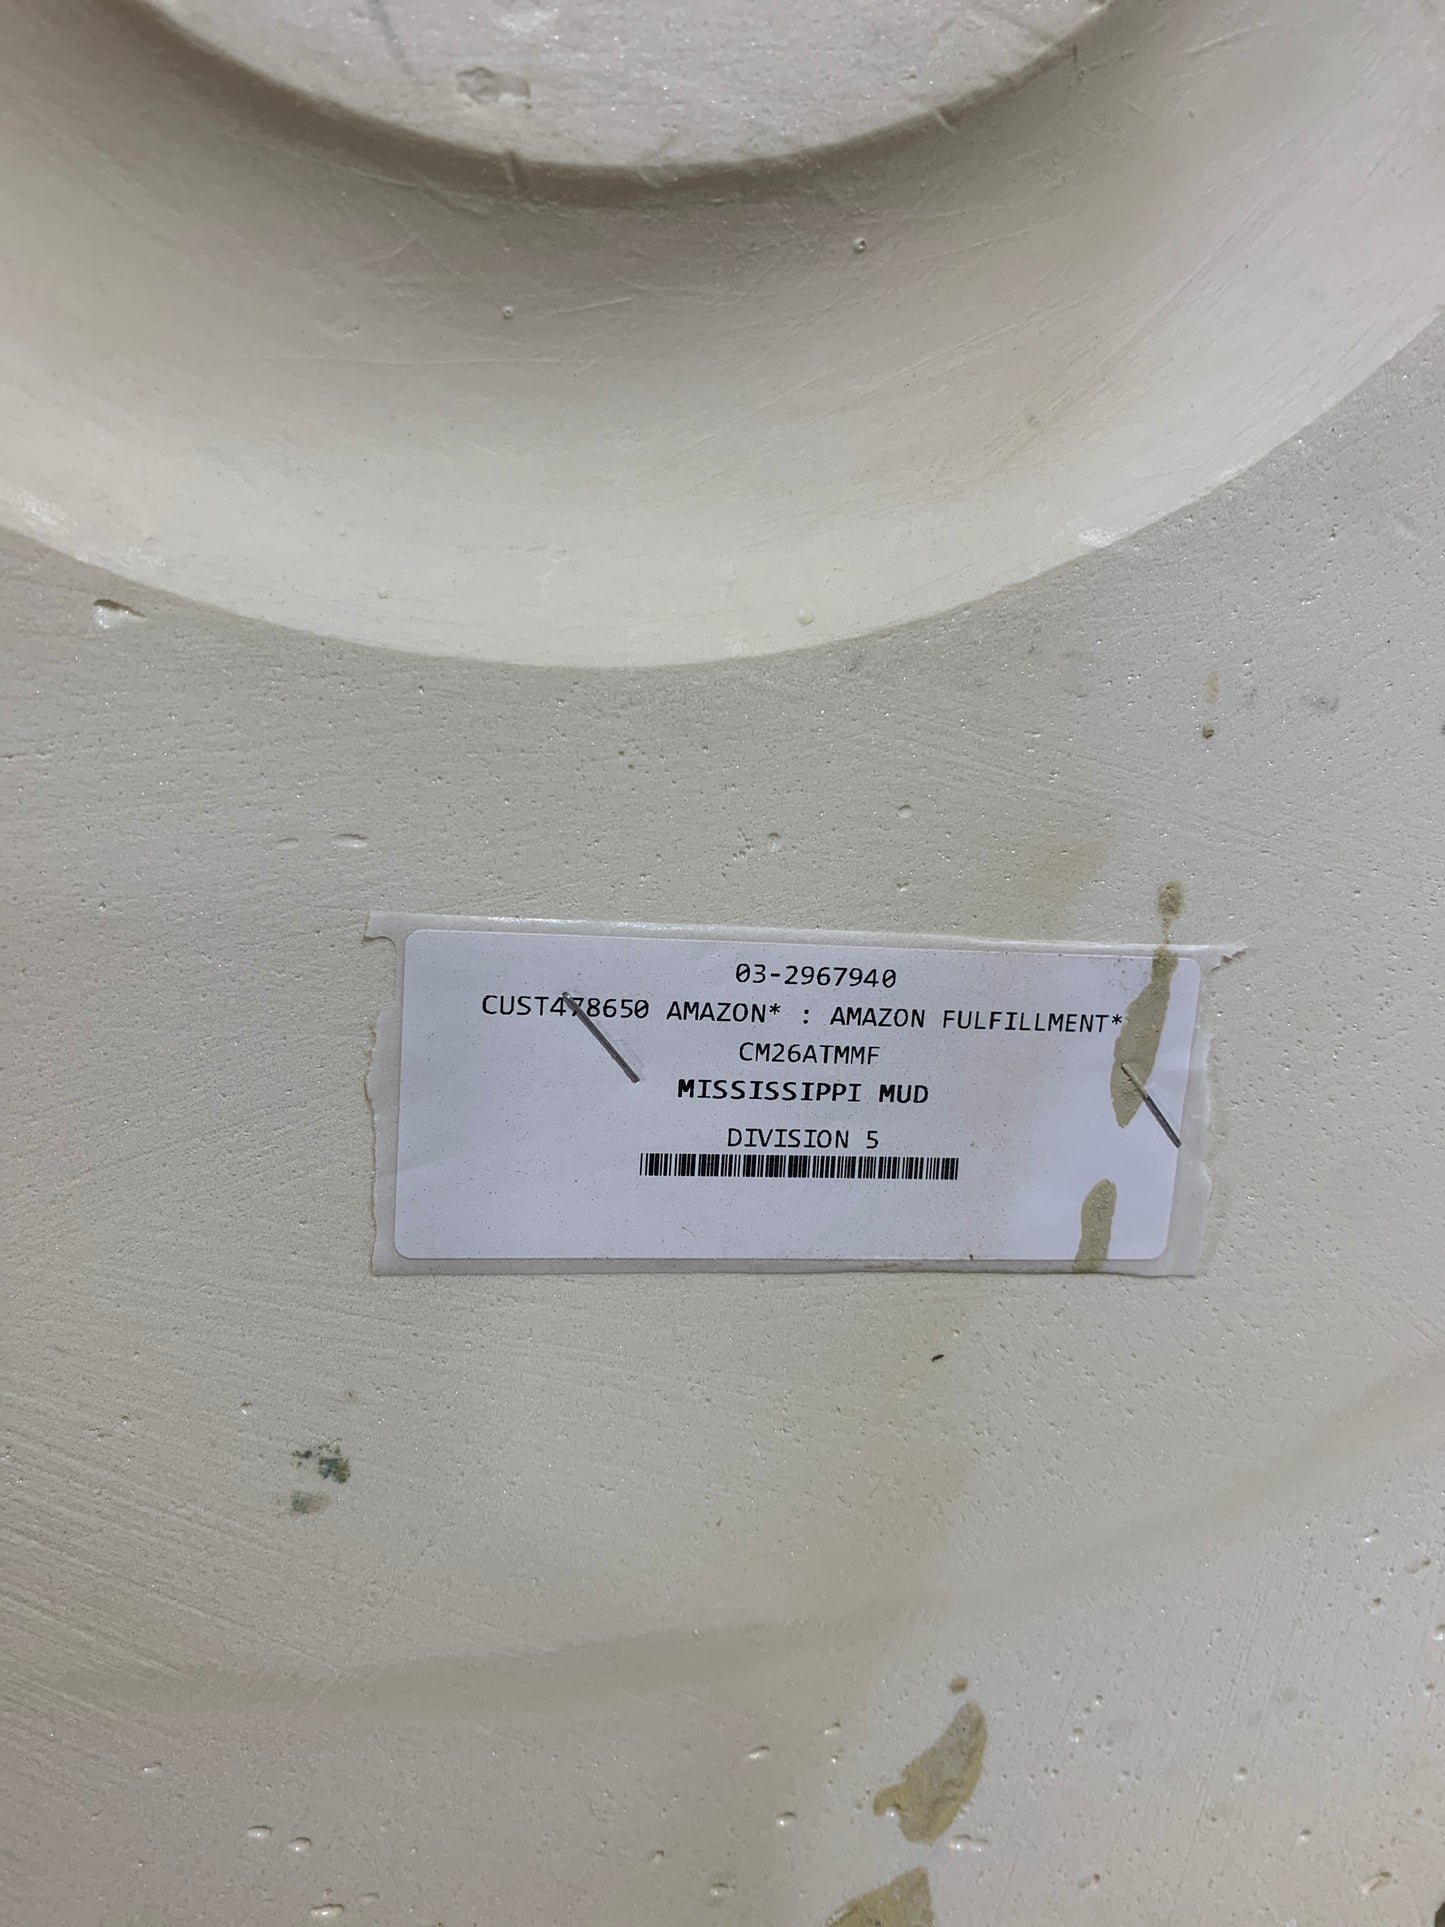 03-2967940
CUST478650 AMAZON* : AMAZON FULFILLMENT*
CM26ATMMF
MISSISSIPPI MUD
DIVISION 5